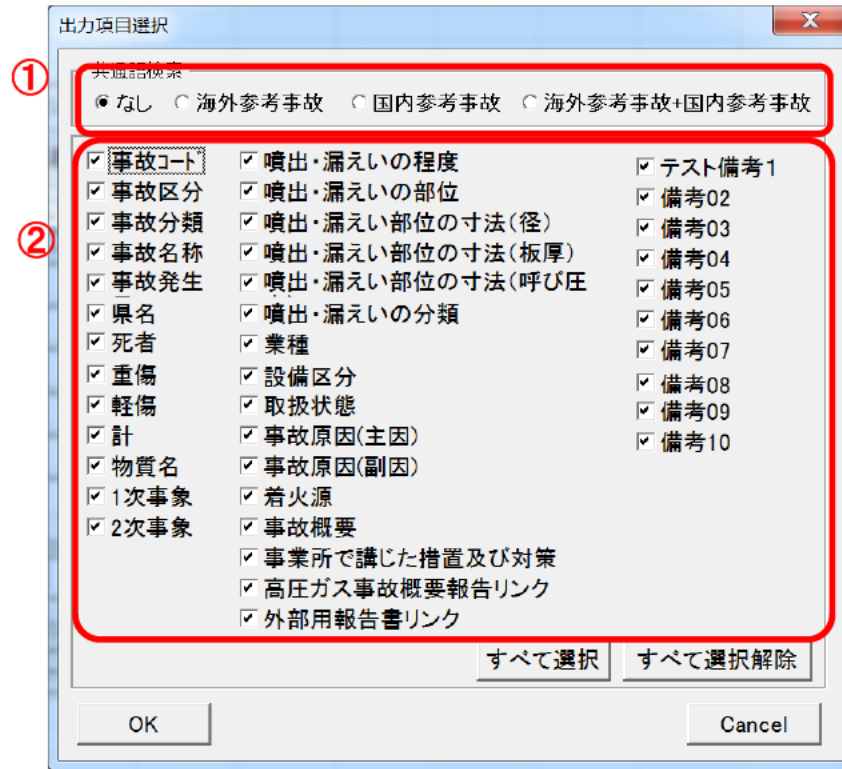 出力項目選択
X
①
共通語検索
なし 海外参考事故 国内参考事故 海外参考事故+国内参考事故
②
事故コード
事故区分
事故分類
事故名称
事故発生
県名
死者
重傷
軽傷
計
物質名
1次事象
2次事象
噴出・漏えいの程度
噴出・漏えいの部位
噴出・漏えい部位の寸法(径)
噴出・漏えい部位の寸法(板厚)
噴出・漏えい部位の寸法(呼び圧
噴出・漏えいの分類
業種
設備区分
取扱状態
事故原因(主因)
事故原因(副因)
着火源
事故概要
事業所で講じた措置及び対策
高圧ガス事故概要報告リンク
外部用報告書リンク
テスト備考1
備考02
備考03
備考04
備考05
備考06
備考07
備考08
備考09
備考10
すべて選択 すべて選択解除
OK Cancel